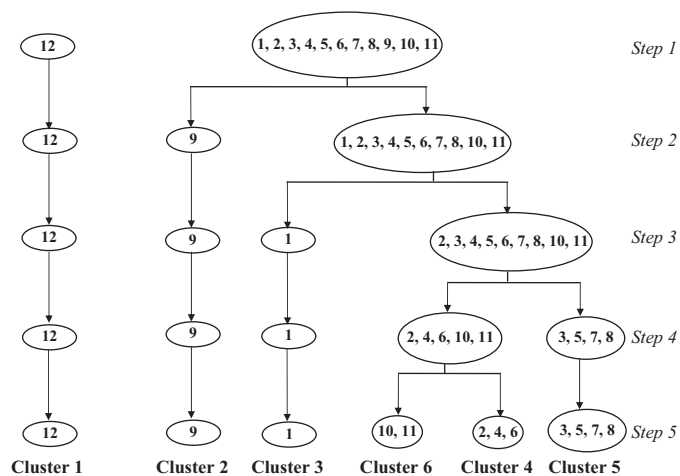 12 1, 2, 3, 4, 5, 6, 7, 8, 9, 10, 11 Step 1
12 9 1, 2, 3, 4, 5, 6, 7, 8, 10, 11 Step 2
12 9 1 2, 3, 4, 5, 6, 7, 8, 10, 11 Step 3
12 9 1 2, 4, 6, 10, 11 3, 5, 7, 8 Step 4
12 9 1 10, 11 2, 4, 6 3, 5, 7, 8 Step 5
Cluster 1 Cluster 2 Cluster 3 Cluster 6 Cluster 4 Cluster 5